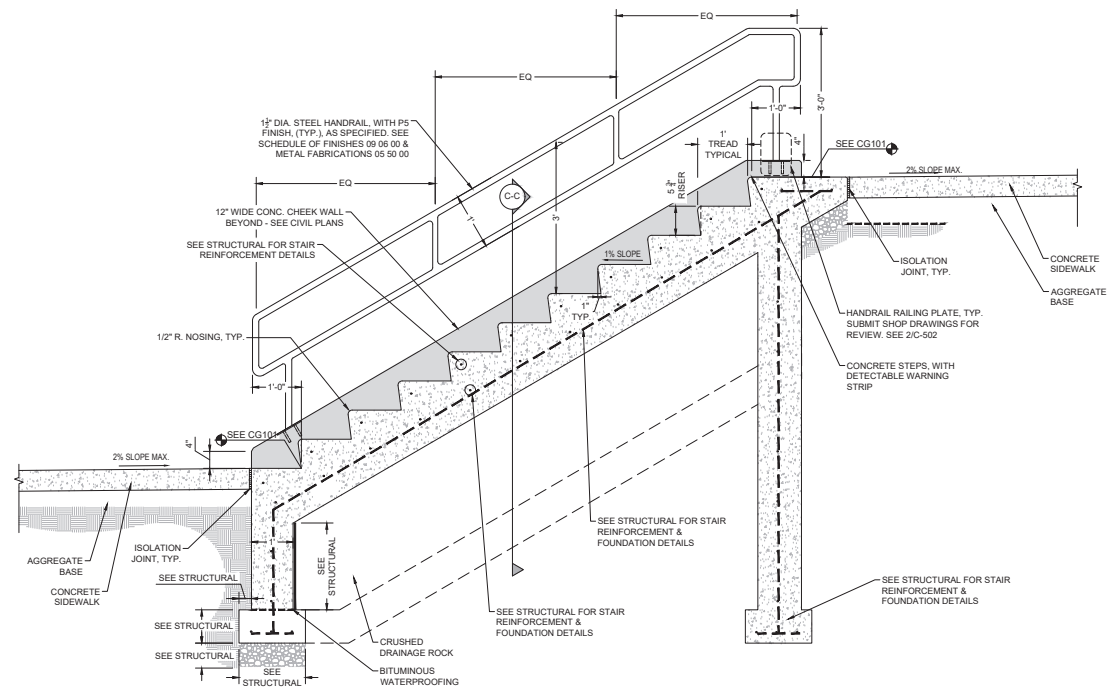 EQ
EQ
1'-0"
3'-0"
1 1/2" DIA. STEEL HANDRAIL, WITH P5
FINISH, (TYP.), AS SPECIFIED. SEE
SCHEDULE OF FINISHES 09 06 00 &
METAL FABRICATIONS 05 50 00
1'
TREAD
TYPICAL
4"
SEE CG101
2% SLOPE MAX.
EQ
C-C
5 3/4"
RISER
1'
3'
12" WIDE CONC. CHEEK WALL
BEYOND - SEE CIVIL PLANS
SEE STRUCTURAL FOR STAIR
REINFORCEMENT DETAILS
1% SLOPE
ISOLATION
JOINT, TYP.
CONCRETE
SIDEWALK
AGGREGATE
BASE
1"
TYP.
HANDRAIL RAILING PLATE, TYP.
SUBMIT SHOP DRAWINGS FOR
REVIEW. SEE 2/C-502
1/2" R. NOSING, TYP.
CONCRETE STEPS, WITH
DETECTABLE WARNING
STRIP
1'-0"
SEE CG101
4"
2% SLOPE MAX.
SEE STRUCTURAL FOR STAIR
REINFORCEMENT &
FOUNDATION DETAILS
1'
ISOLATION
JOINT, TYP.
AGGREGATE
BASE
SEE
STRUCTURAL
SEE STRUCTURAL
CONCRETE
SIDEWALK
SEE STRUCTURAL FOR STAIR
REINFORCEMENT &
FOUNDATION DETAILS
SEE STRUCTURAL FOR STAIR
REINFORCEMENT &
FOUNDATION DETAILS
SEE STRUCTURAL
CRUSHED
DRAINAGE ROCK
SEE STRUCTURAL
SEE
STRUCTURAL
BITUMINOUS
WATERPROOFING